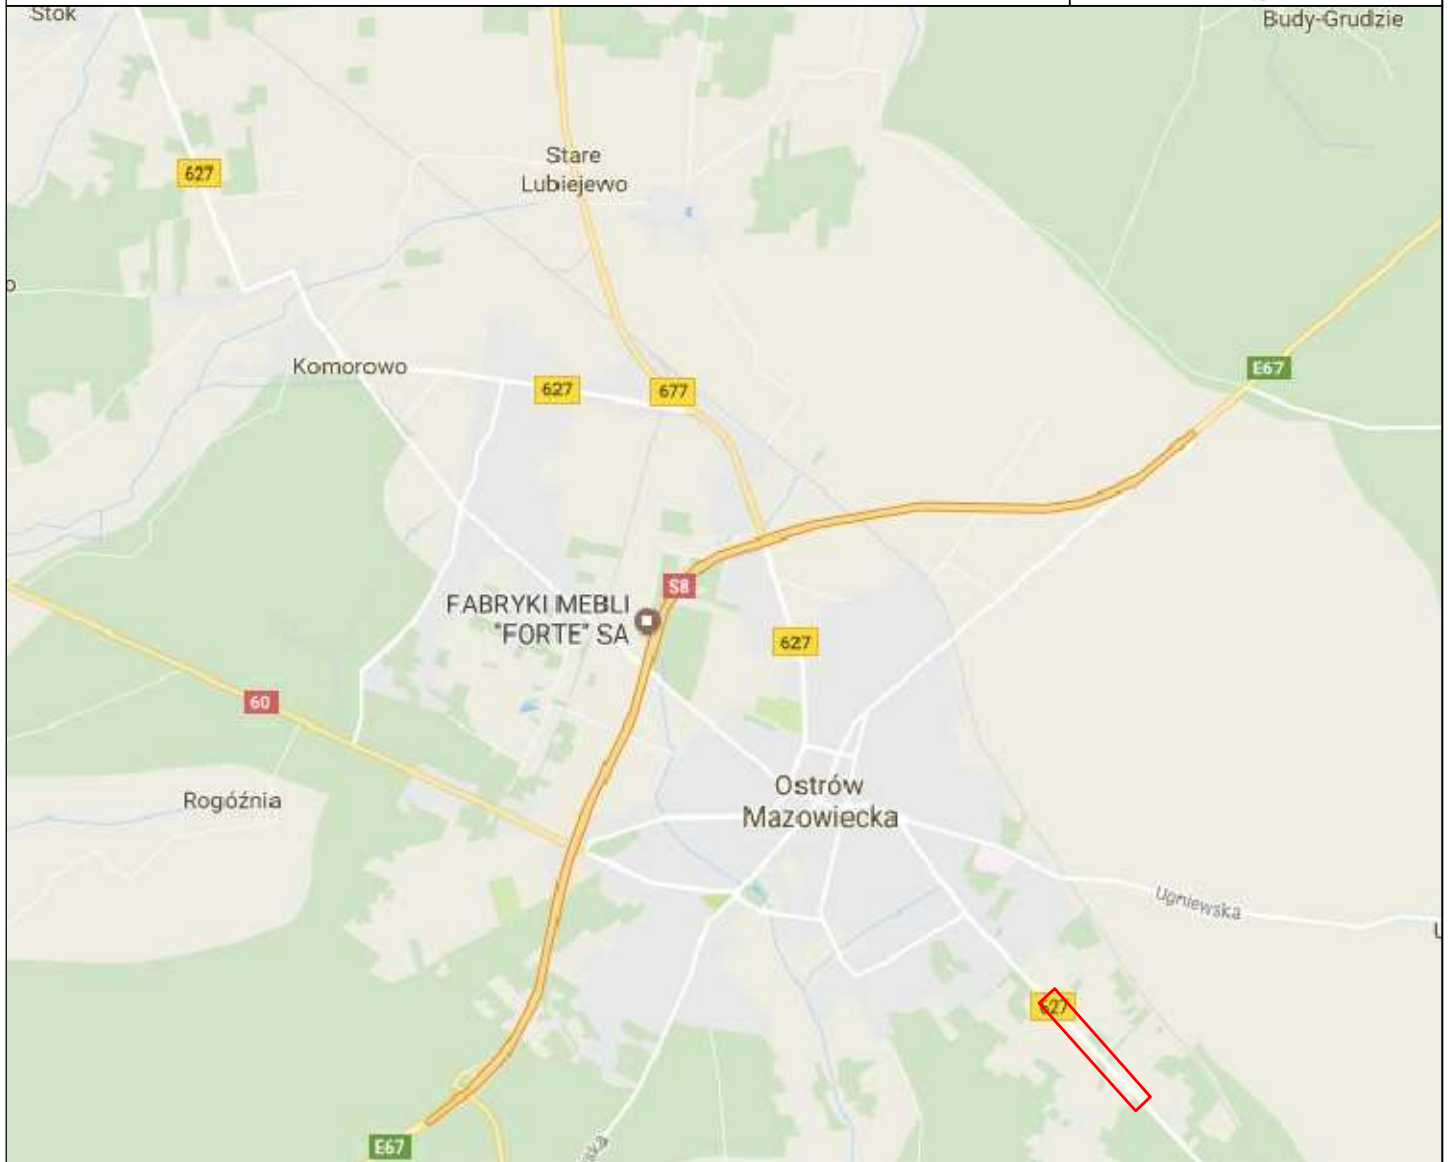 Stok
Budy-Grudzie
627
Stare
Lubiejewo
E67
Komorowo
627
677
S8
FABRYKI MEBLI
"FORTE" SA
627
60
Ostrów
Mazowiecka
Rogóźnia
Ugniewska
627
E67